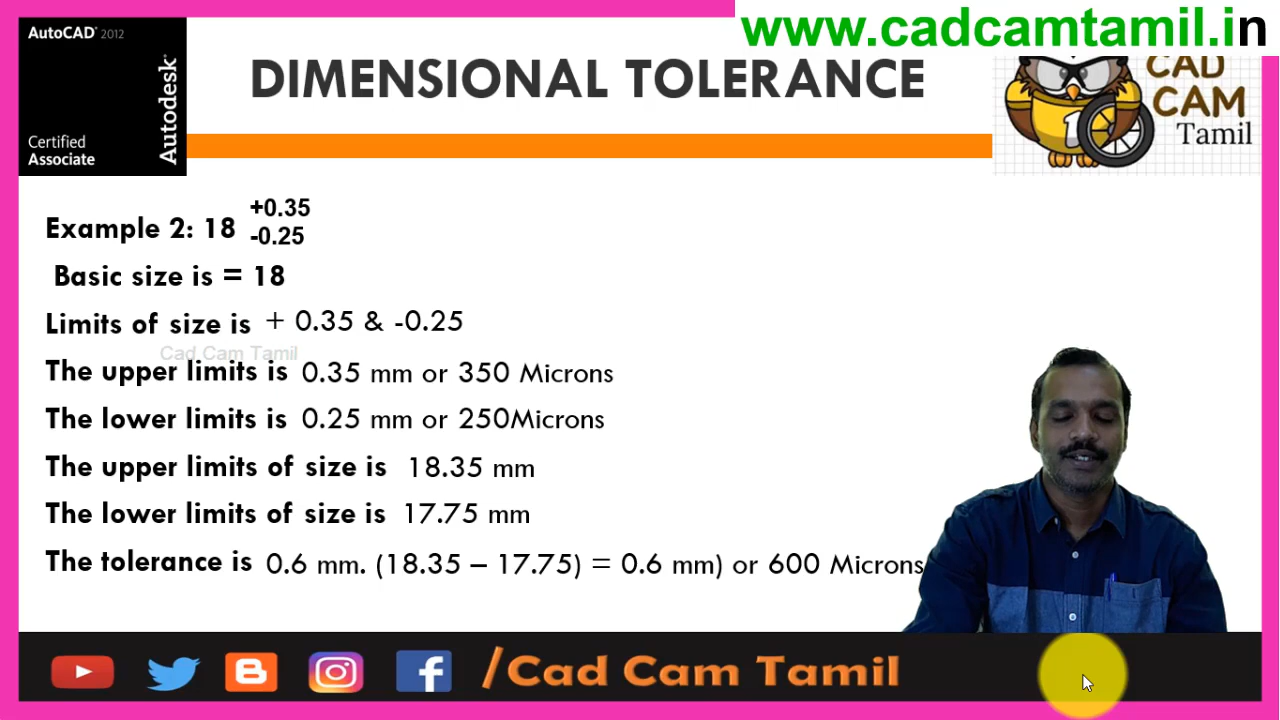 www.cadcamtamil.in
AutoCAD® 2012
Autodesk®
Certified
Associate
DIMENSIONAL TOLERANCE
CAD
CAM
Tamil
1
+0.35
Example 2: 18
-0.25
Basic size is = 18
Limits of size is + 0.35 & -0.25
Cad Cam Tamil
The upper limits is 0.35 mm or 350 Microns
The lower limits is 0.25 mm or 250Microns
The upper limits of size is 18.35 mm
The lower limits of size is 17.75 mm
The tolerance is 0.6 mm. (18.35 – 17.75) = 0.6 mm) or 600 Microns
/Cad Cam Tamil